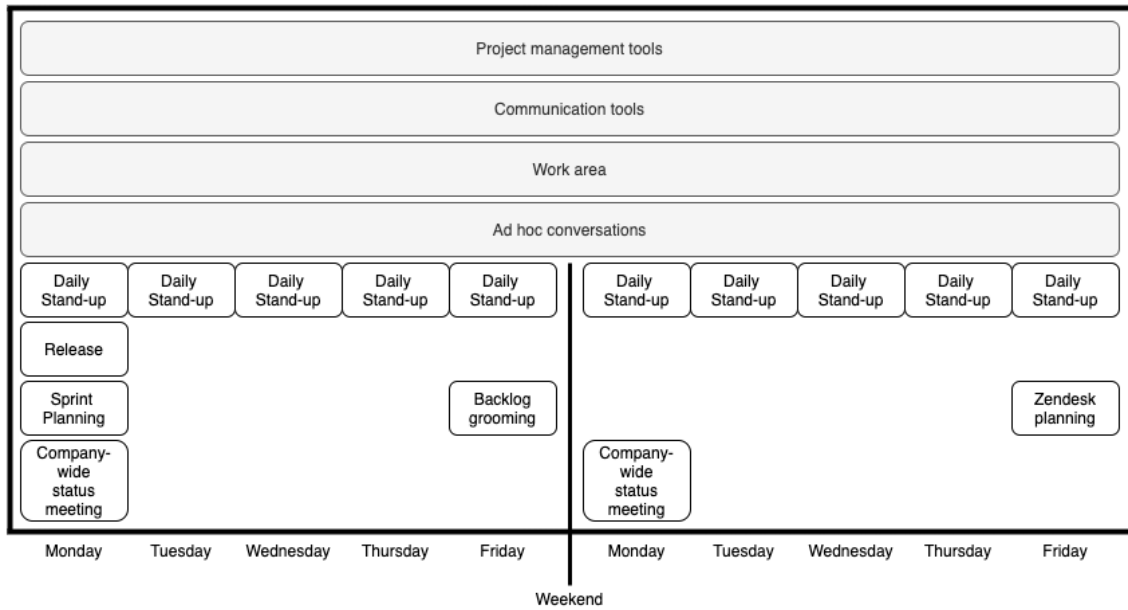 Project management tools
Communication tools
Work area
Ad hoc conversations
Daily
Stand-up
Daily
Stand-up
Daily
Stand-up
Daily
Stand-up
Daily
Stand-up
Daily
Stand-up
Daily
Stand-up
Daily
Stand-up
Daily
Stand-up
Daily
Stand-up
Release
Sprint
Planning
Backlog
grooming
Zendesk
planning
Company-
wide
status
meeting
Company-
wide
status
meeting
Monday
Tuesday
Wednesday
Thursday
Friday
Monday
Tuesday
Wednesday
Thursday
Friday
Weekend